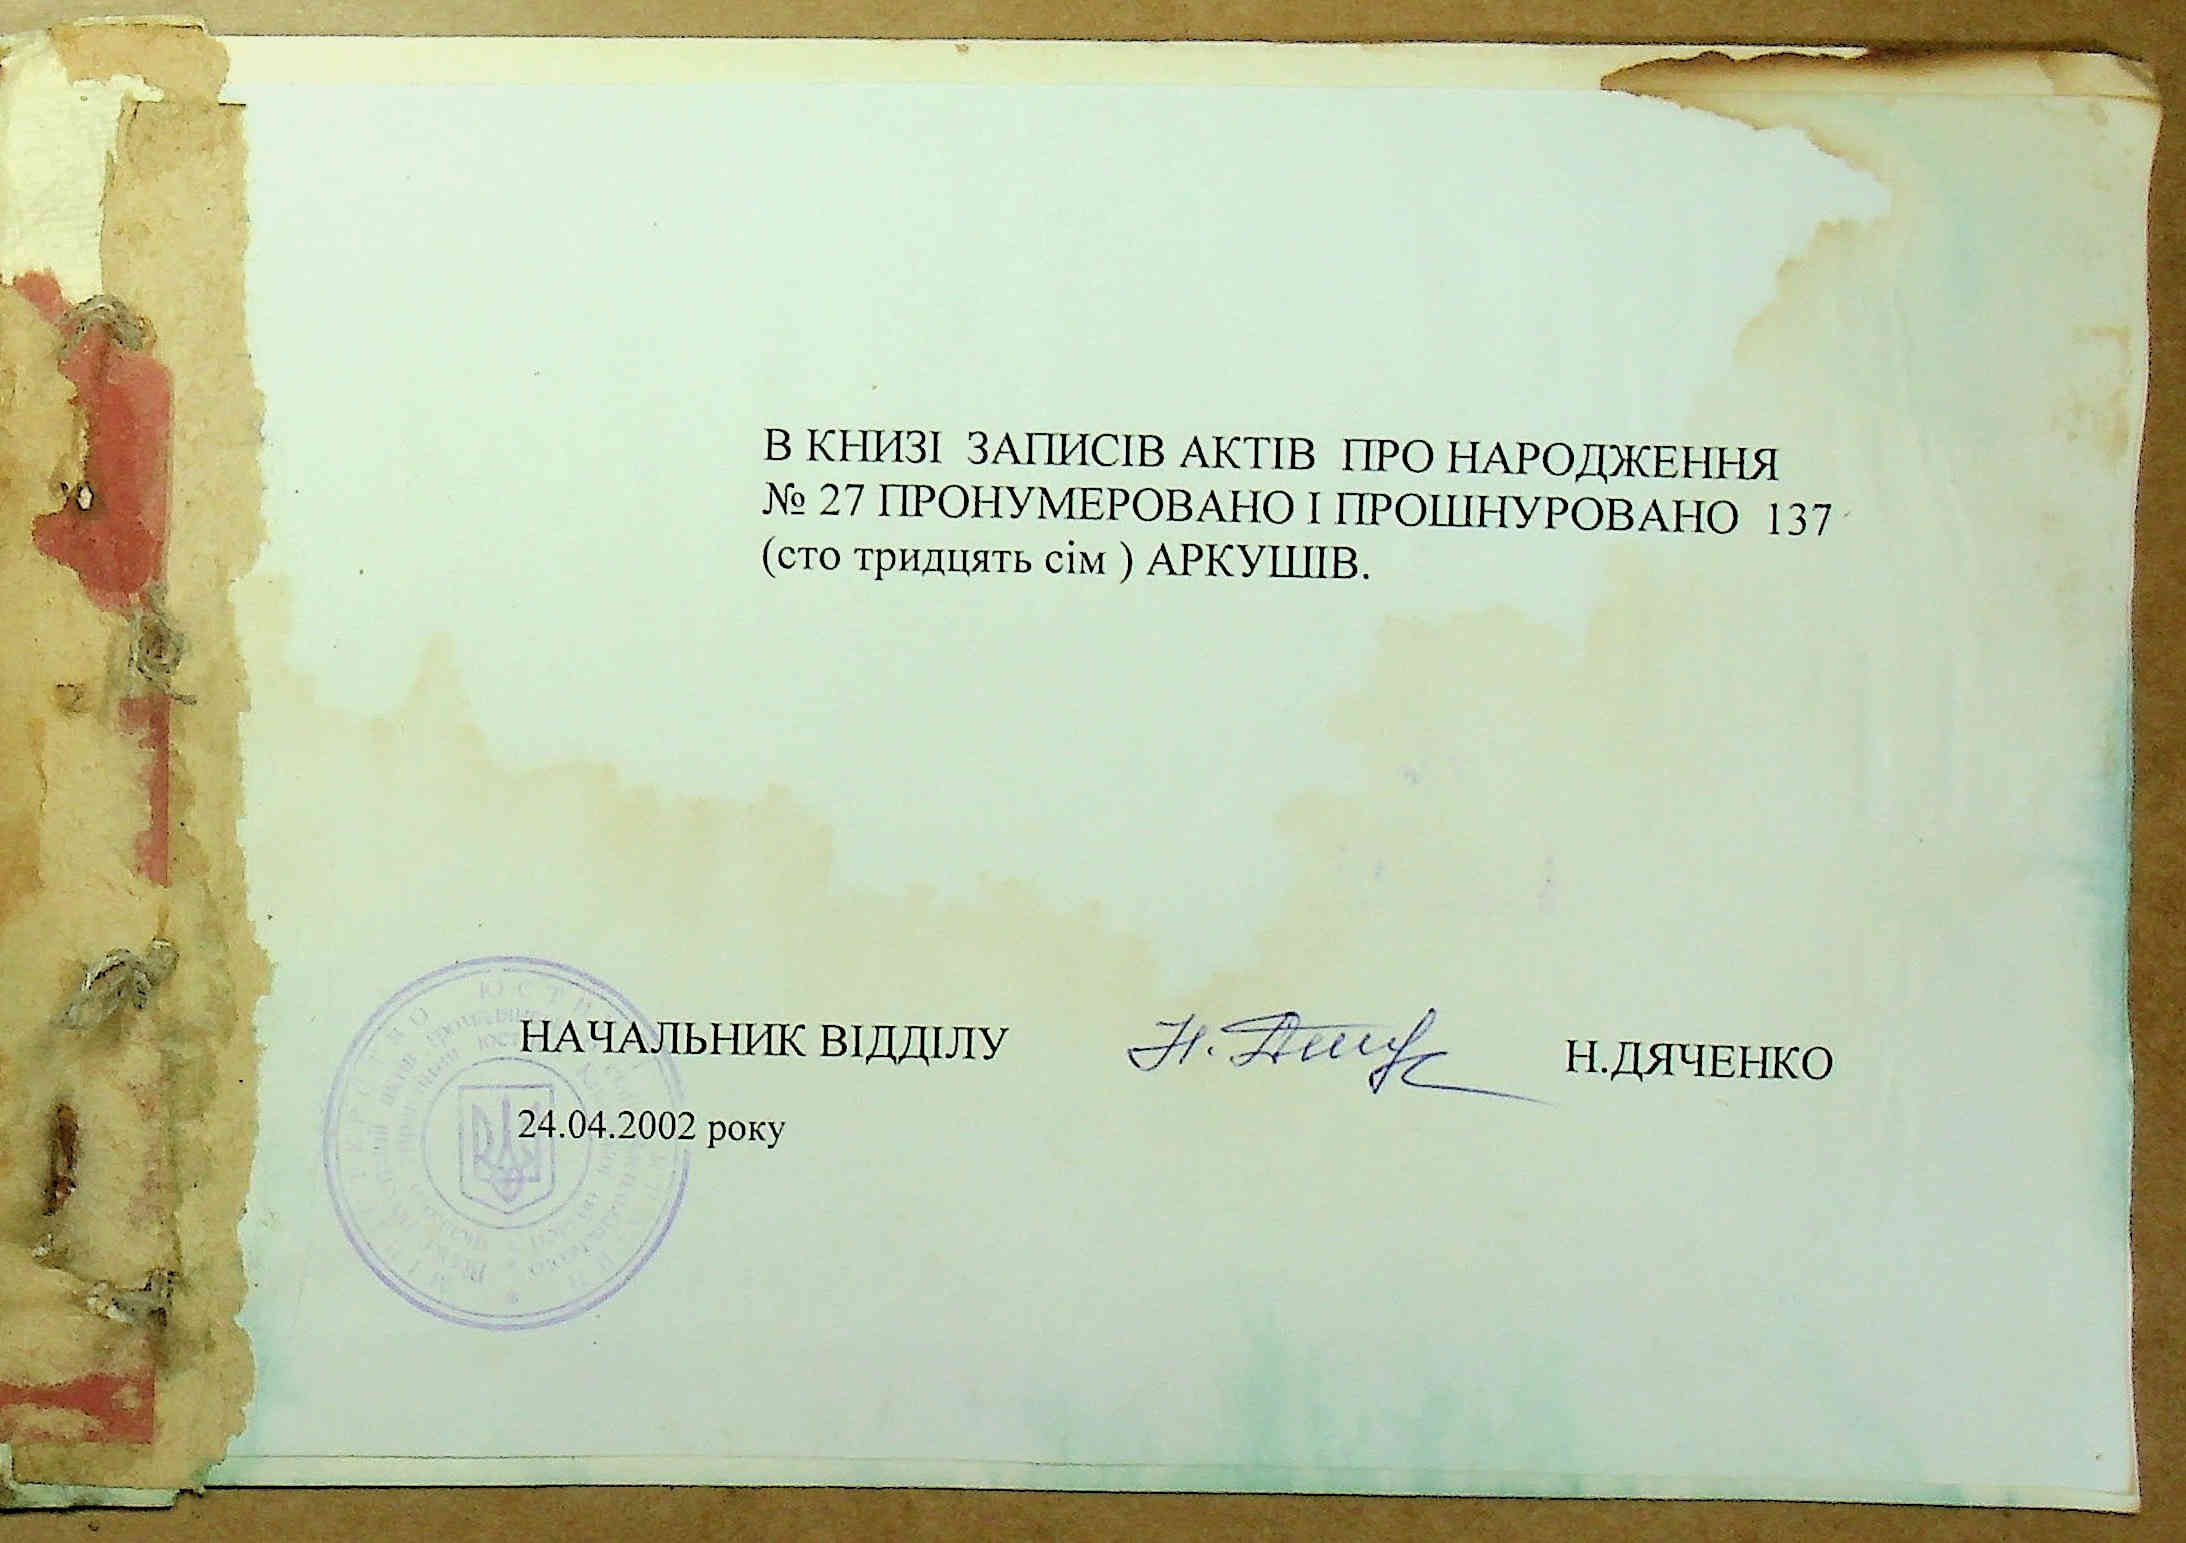 В КНИЗІ ЗАПИСІВ АКТІВ ПРО НАРОДЖЕННЯ
№ 27 ПРОНУМЕРОВАНО І ПРОШНУРОВАНО 137
(сто тридцять сім ) АРКУШІВ.
НАЧАЛЬНИК ВІДДІЛУ Н.ДЯЧЕНКО
24.04.2002 року